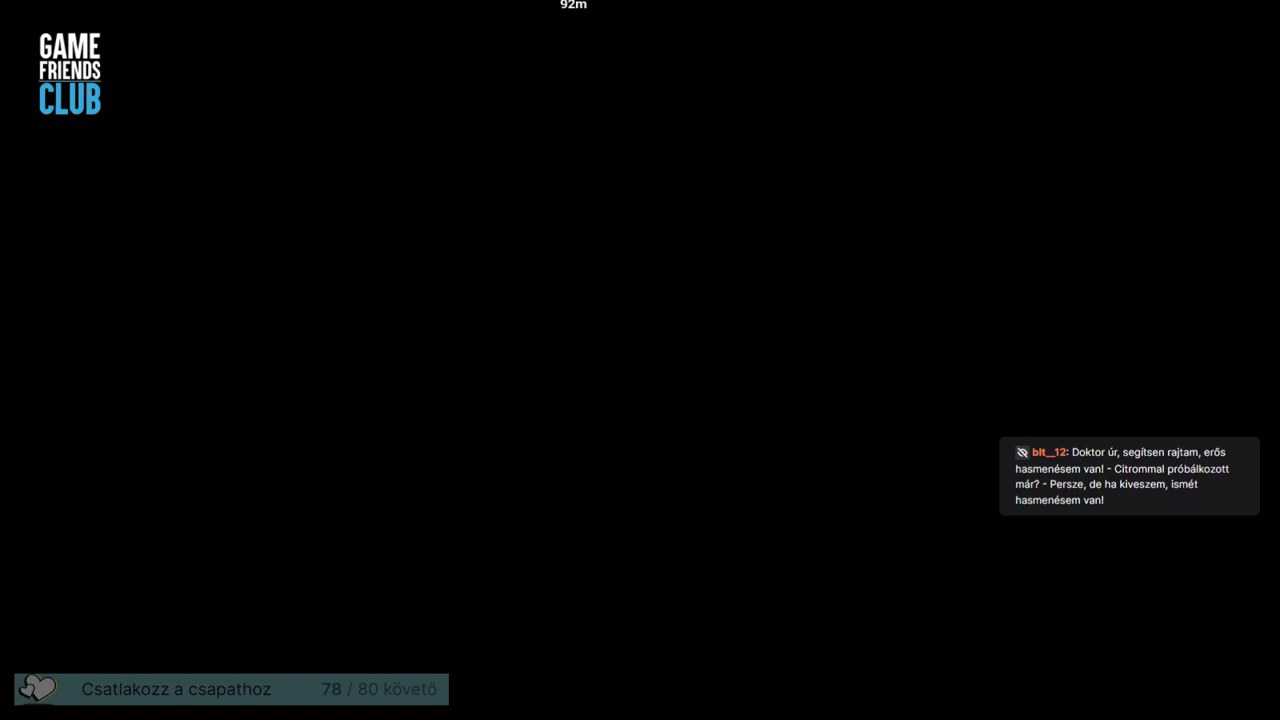 92m
GAME
FRIENDS
CLUB
blt__12: Doktor úr, segítsen rajtam, erős
hasmenésem van! - Citrommal próbálkozott
már? - Persze, de ha kiveszem, ismét
hasmenésem van!
Csatlakozz a csapathoz 78 / 80 követő